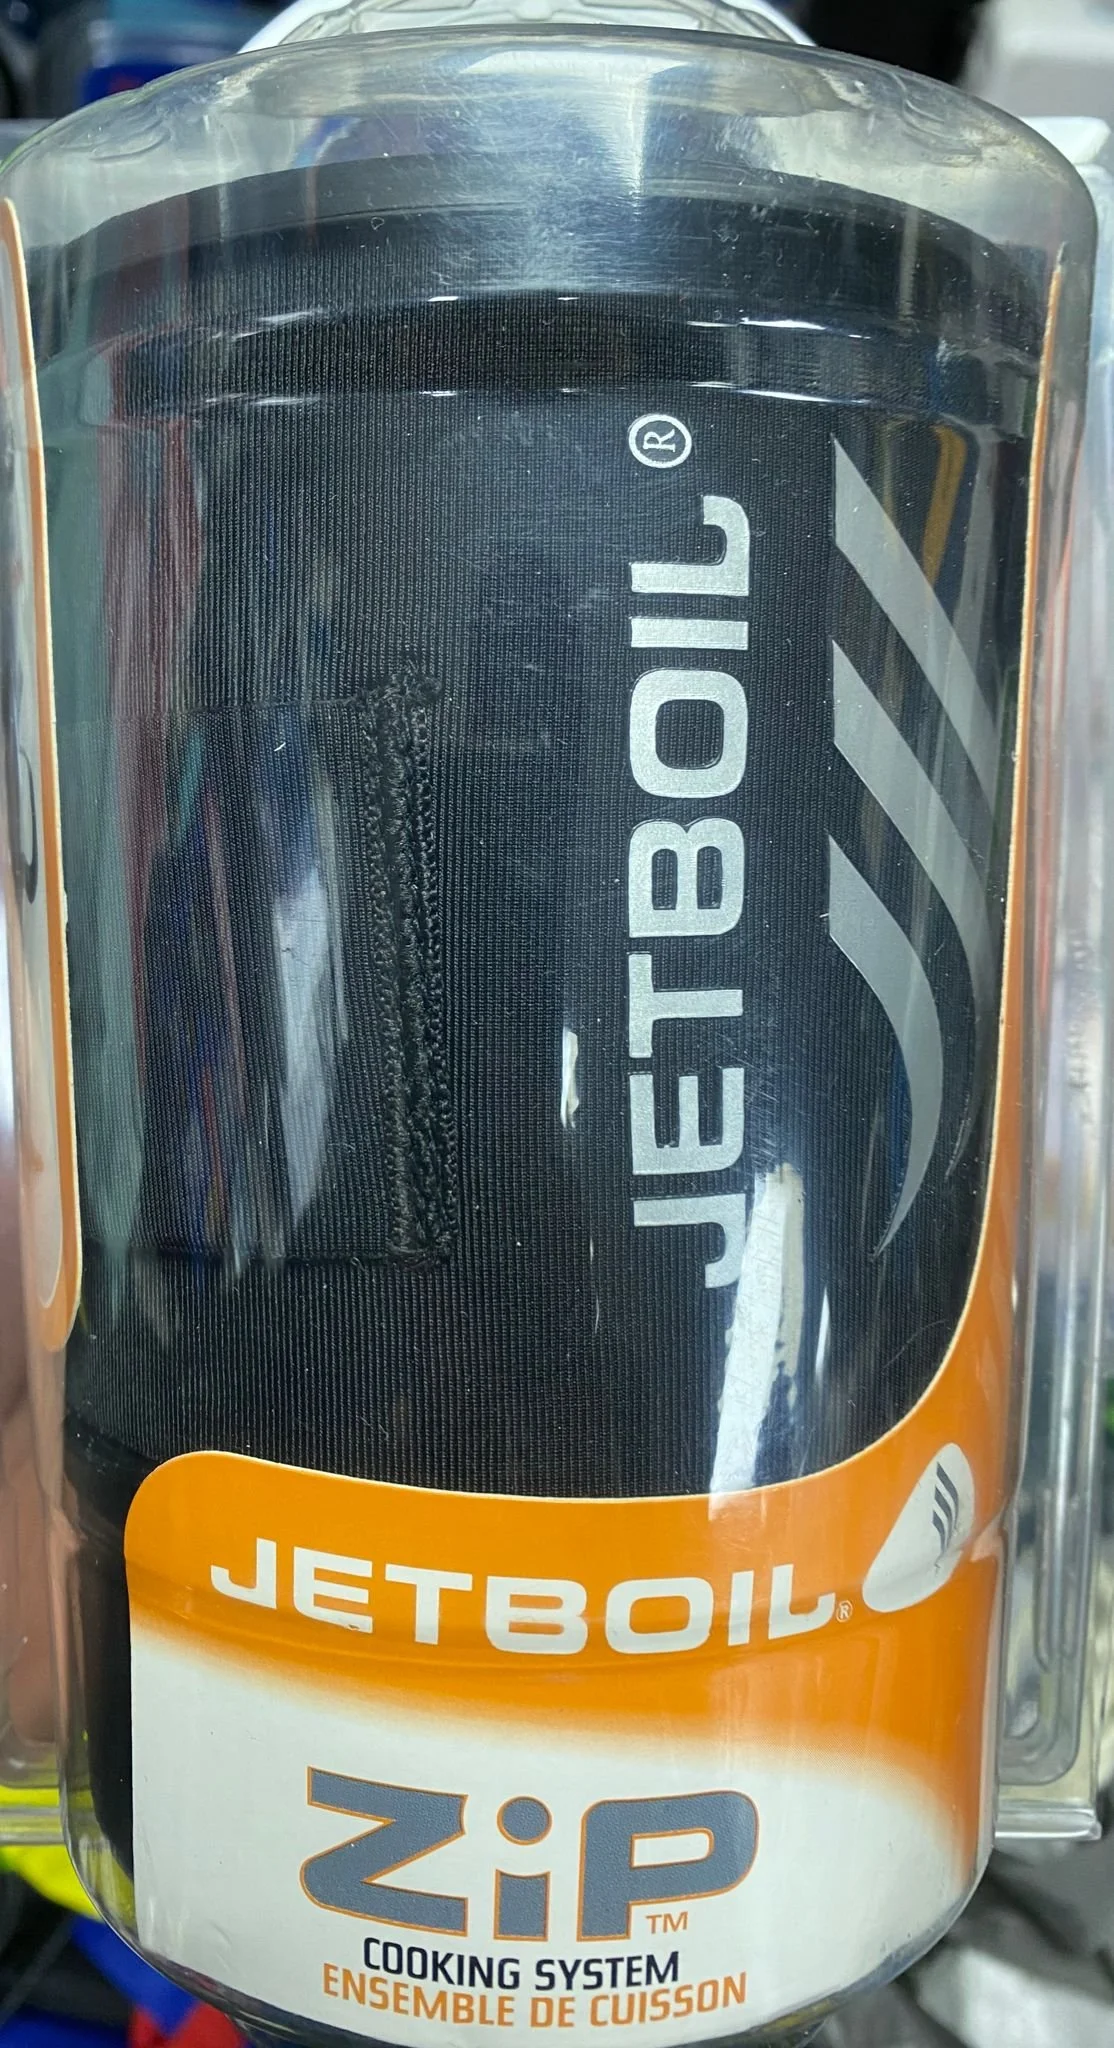 JETBOIL®
JETBOIL®
ZiP™
COOKING SYSTEM
ENSEMBLE DE CUISSON